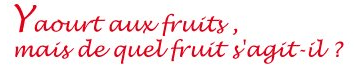 Yaourt aux fruits ,
mais de quel fruit s'agit-il ?